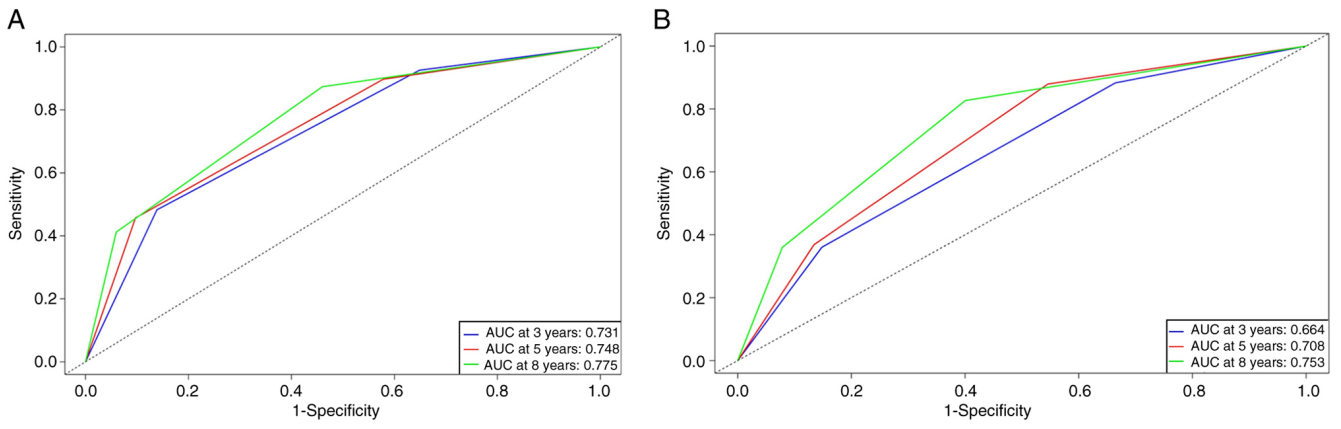 A
1.0
0.8
0.6
0.4
0.2
0.0
Sensitivity
0.0 0.2 0.4 0.6 0.8 1.0
1-Specificity
AUC at 3 years: 0.731
AUC at 5 years: 0.748
AUC at 8 years: 0.775
B
1.0
0.8
0.6
0.4
0.2
0.0
Sensitivity
0.0 0.2 0.4 0.6 0.8 1.0
1-Specificity
AUC at 3 years: 0.664
AUC at 5 years: 0.708
AUC at 8 years: 0.753